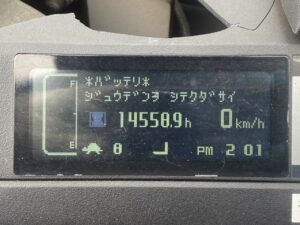 F
*バッテリ*
ジュウデンヲ シテクダサイ
14558.9h 0km/h
E 8 PM 2 01